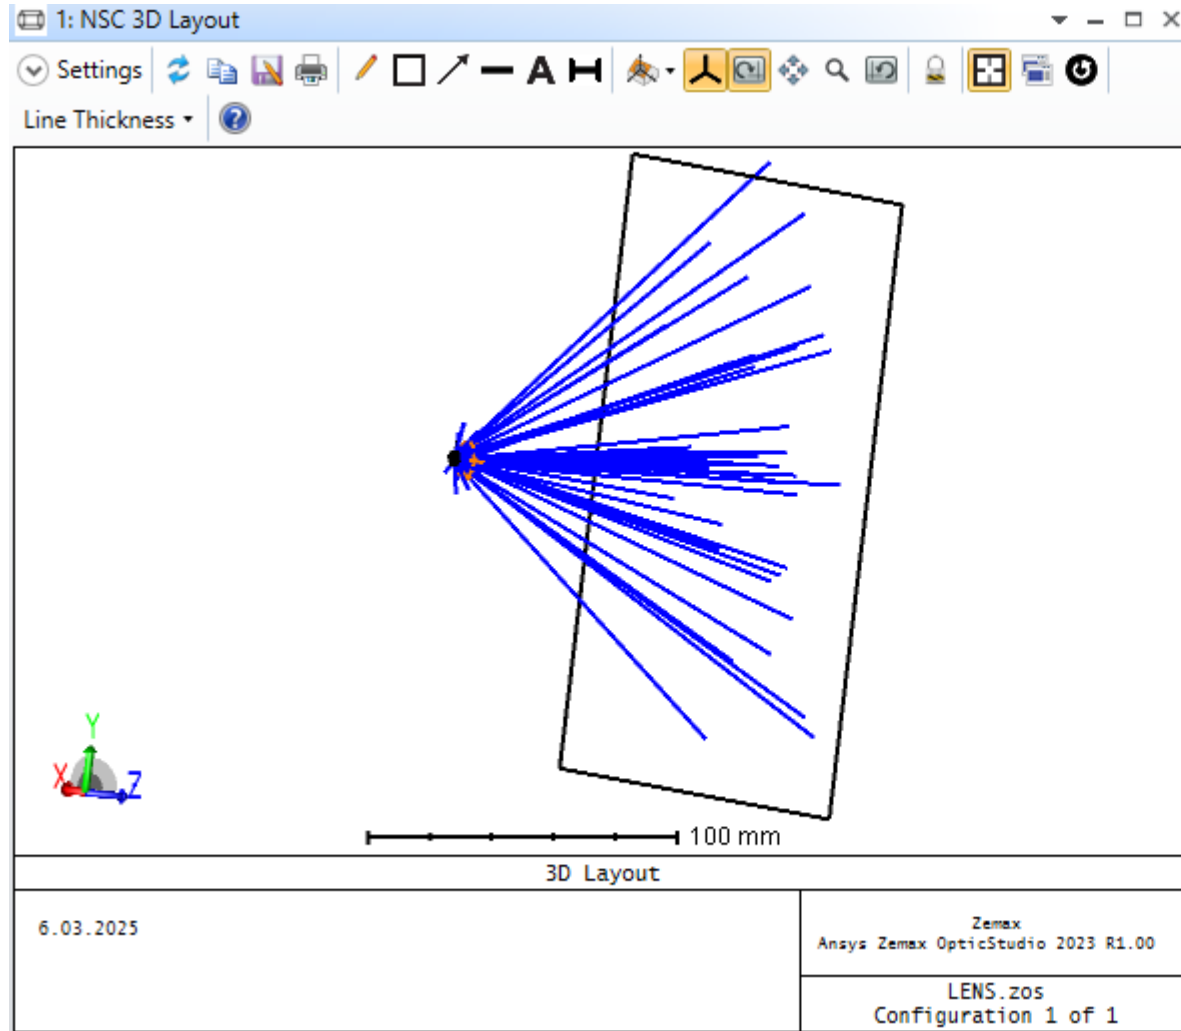 1: NSC 3D Layout
Settings
A
Line Thickness
Y
X
Z
100 mm
3D Layout
6.03.2025
Zemax
Ansys Zemax OpticStudio 2023 R1.00
LENS.zos
Configuration 1 of 1